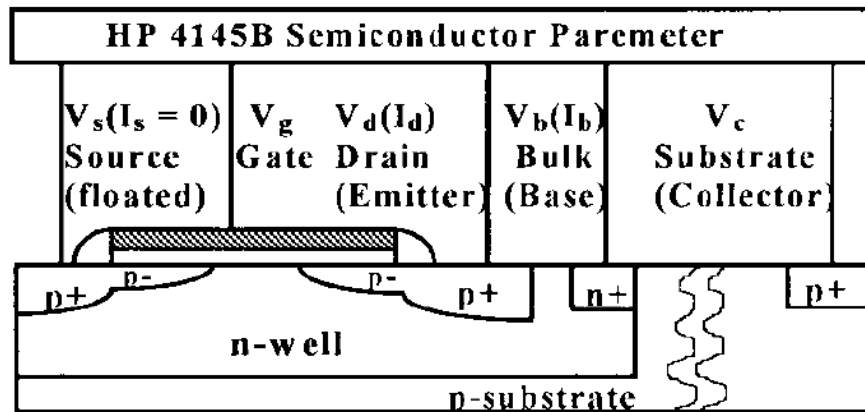 HP 4145B Semiconductor Paremeter
Vs(Is = 0) Vg Vd(Id) Vb(Ib) Vc
Source Gate Drain Bulk Substrate
(floated) (Emitter) (Base) (Collector)
p- p-
p+ p+ n+ p+
n-well
p-substrate